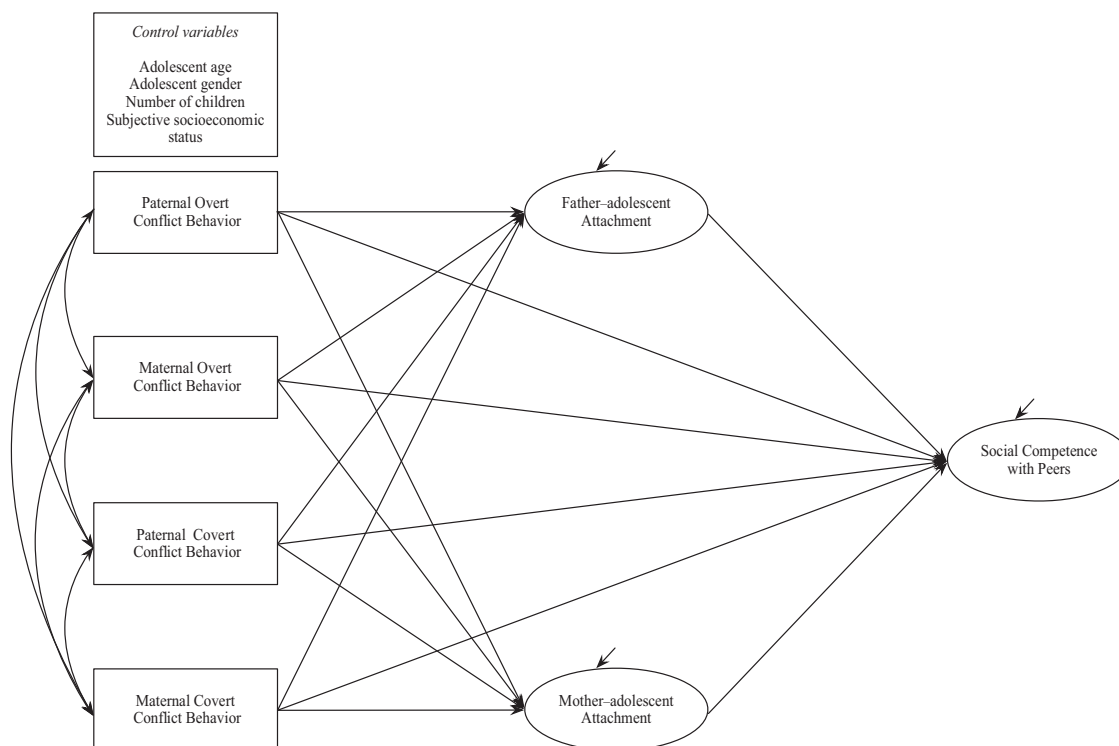 Control variables
Adolescent age
Adolescent gender
Number of children
Subjective socioeconomic
status
Paternal Overt
Conflict Behavior
Father–adolescent
Attachment
Maternal Overt
Conflict Behavior
Social Competence
with Peers
Paternal Covert
Conflict Behavior
Maternal Covert
Conflict Behavior
Mother–adolescent
Attachment